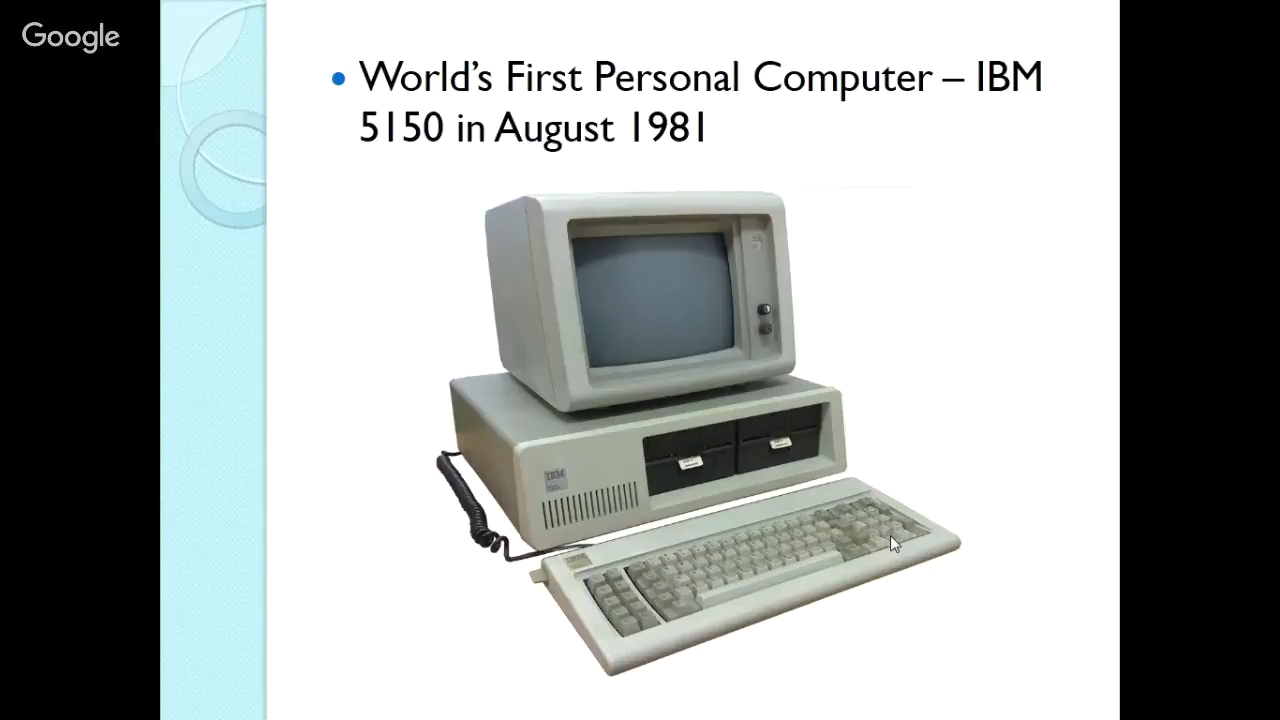 Google
World's First Personal Computer – IBM
5150 in August 1981
IBM